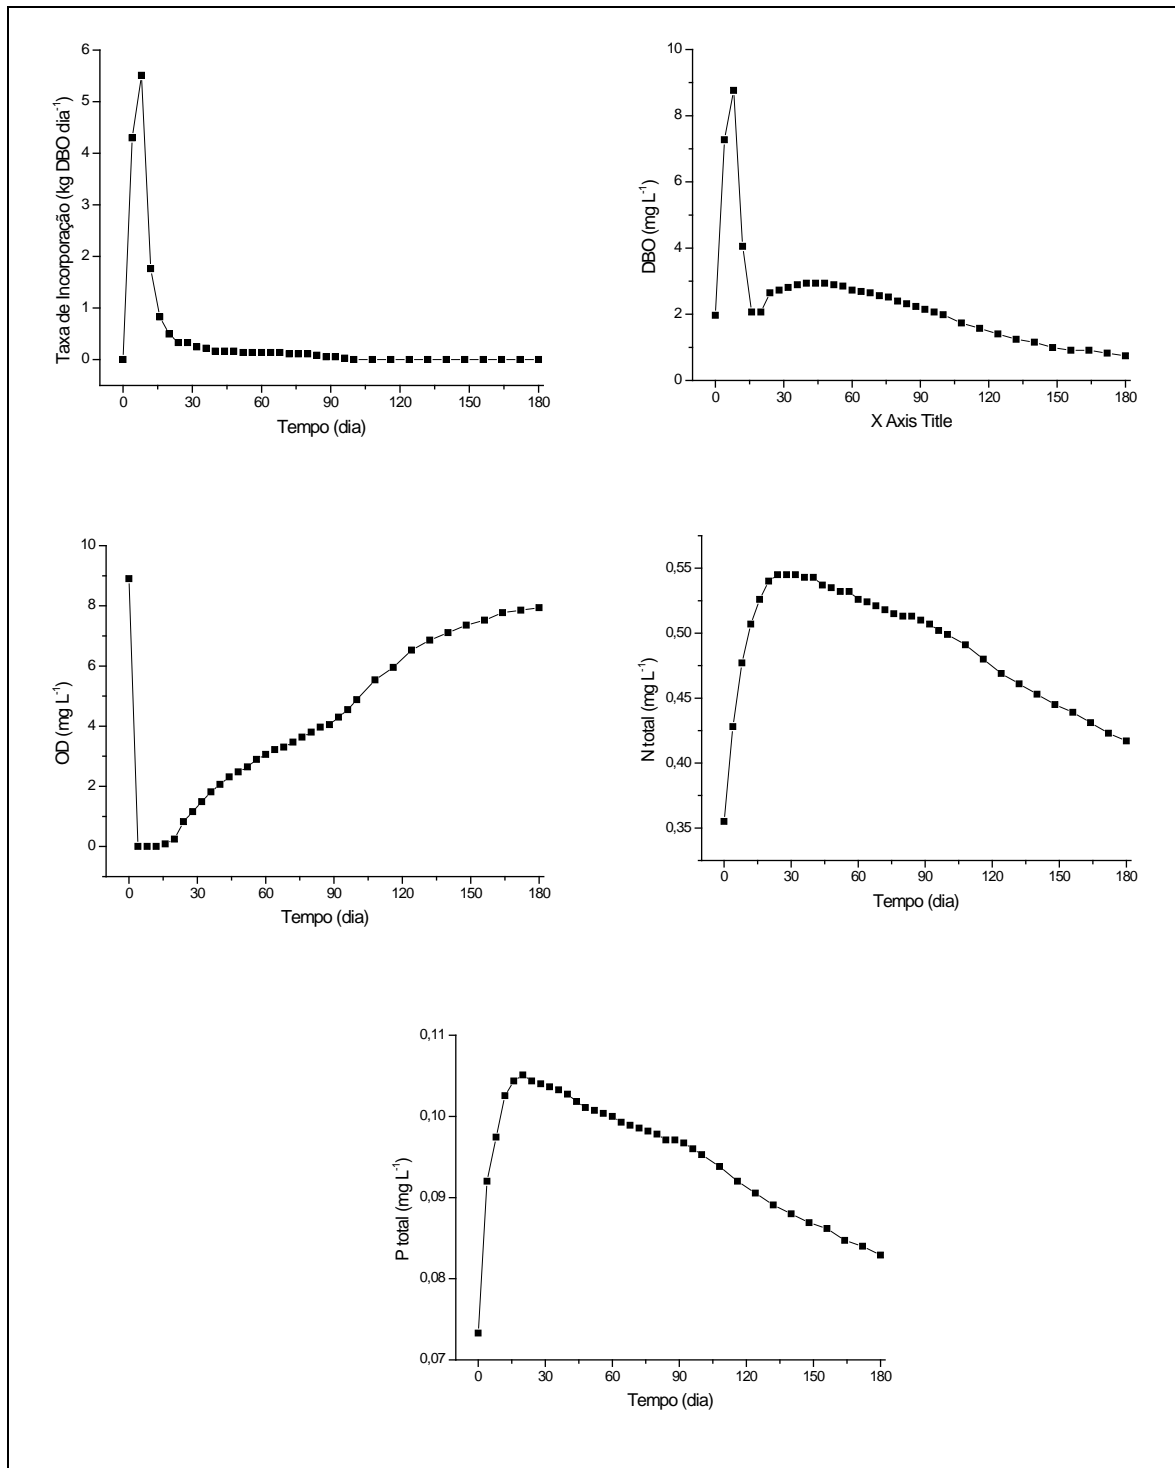 Taxa de Incorporação (kg DBO dia⁻¹)
6
5
4
3
2
1
0
0 30 60 90 120 150 180
Tempo (dia)
DBO (mg L⁻¹)
10
8
6
4
2
0
0 30 60 90 120 150 180
X Axis Title
OD (mg L⁻¹)
10
8
6
4
2
0
0 30 60 90 120 150 180
Tempo (dia)
N total (mg L⁻¹)
0,55
0,50
0,45
0,40
0,35
0 30 60 90 120 150 180
Tempo (dia)
P total (mg L⁻¹)
0,11
0,10
0,09
0,08
0,07
0 30 60 90 120 150 180
Tempo (dia)